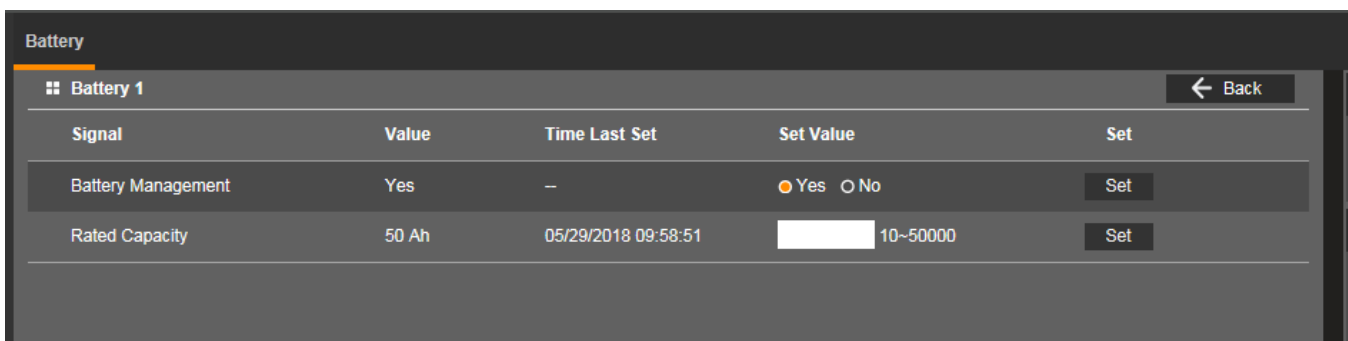 Battery
Battery 1
Back
Signal Value Time Last Set Set Value Set
Battery Management Yes -- Yes No Set
Rated Capacity 50 Ah 05/29/2018 09:58:51 10~50000 Set